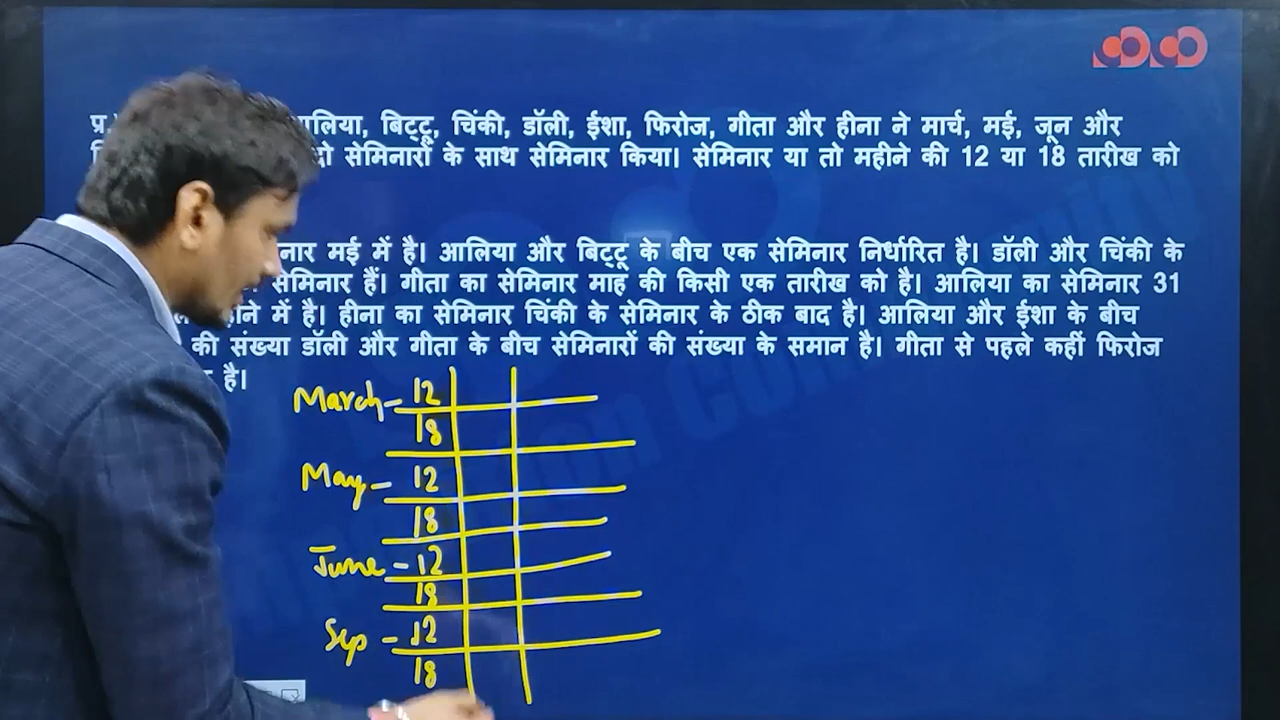 आलिया, बिट्टू, चिंकी, डॉली, ईशा, फिरोज, गीता और हीना ने मार्च, मई, जून और
दो सेमिनारों के साथ सेमिनार किया। सेमिनार या तो महीने की 12 या 18 तारीख को
मई में है। आलिया और बिट्टू के बीच एक सेमिनार निर्धारित है। डॉली और चिंकी के
सेमिनार हैं। गीता का सेमिनार माह की किसी एक तारीख को है। आलिया का सेमिनार 31
में है। हीना का सेमिनार चिंकी के सेमिनार के ठीक बाद है। आलिया और ईशा के बीच
की संख्या डॉली और गीता के बीच सेमिनारों की संख्या के समान है। गीता से पहले कहीं फिरोज
है।
March - 12
18
May - 12
18
June - 12
18
Sep - 12
18